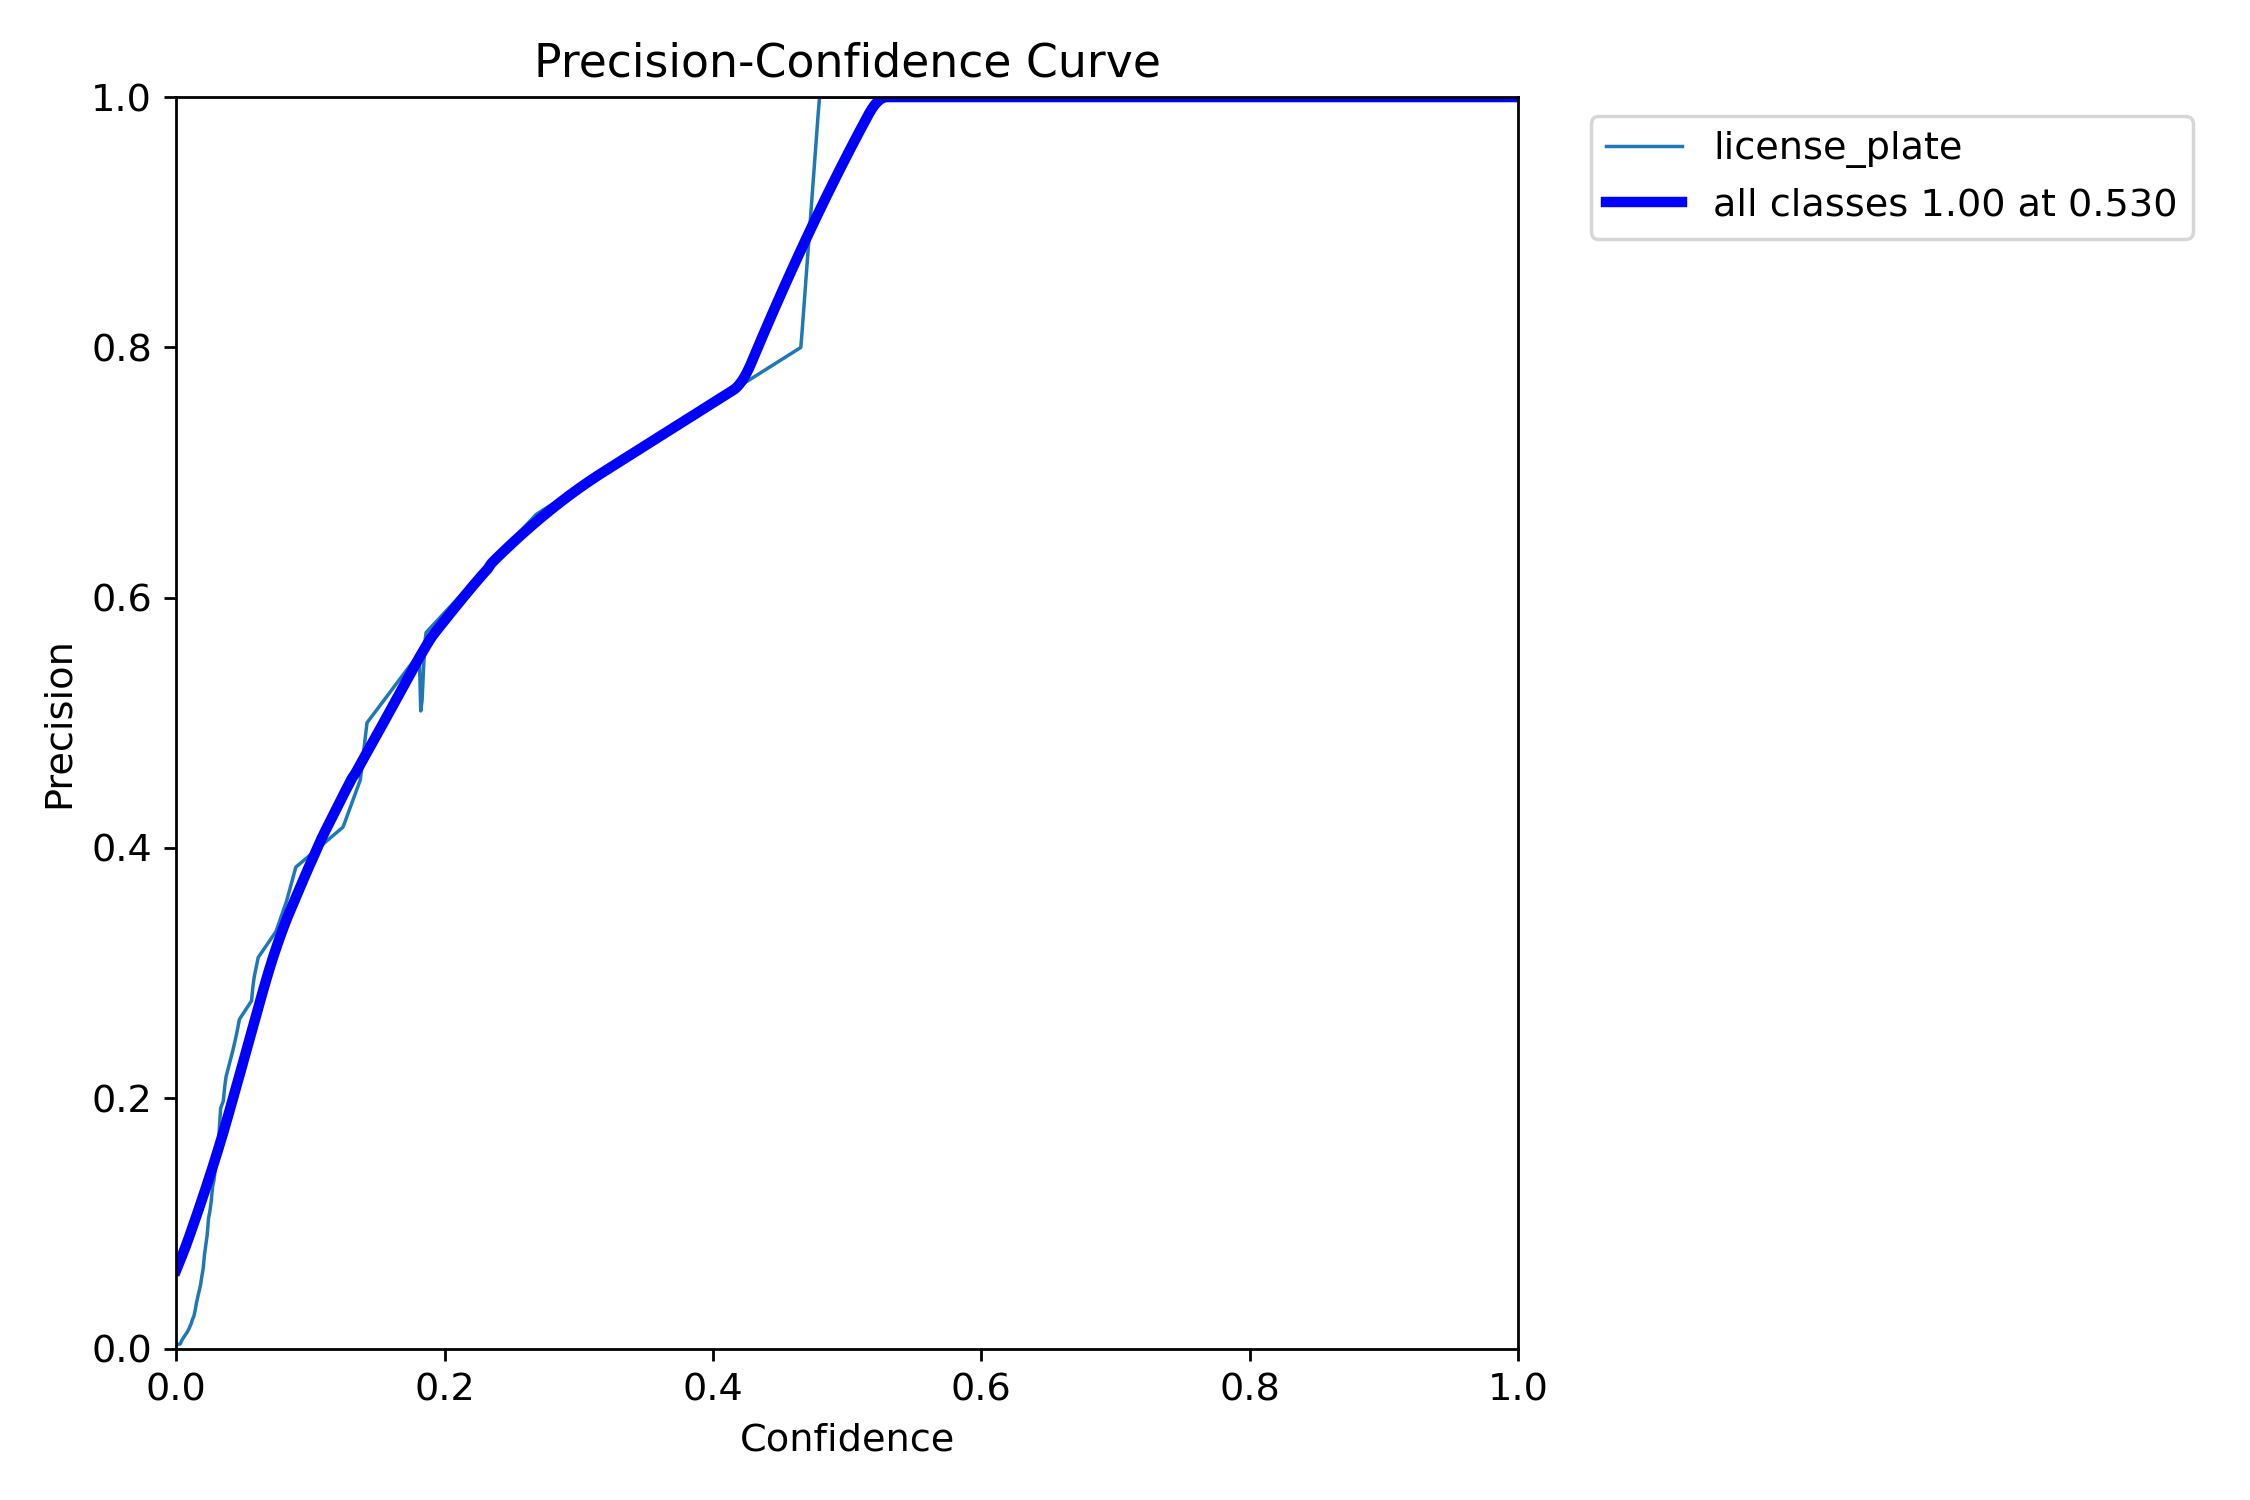 Precision-Confidence Curve
1.0
0.8
0.6
0.4
0.2
0.0
Precision
0.0 0.2 0.4 0.6 0.8 1.0
Confidence
license_plate
all classes 1.00 at 0.530